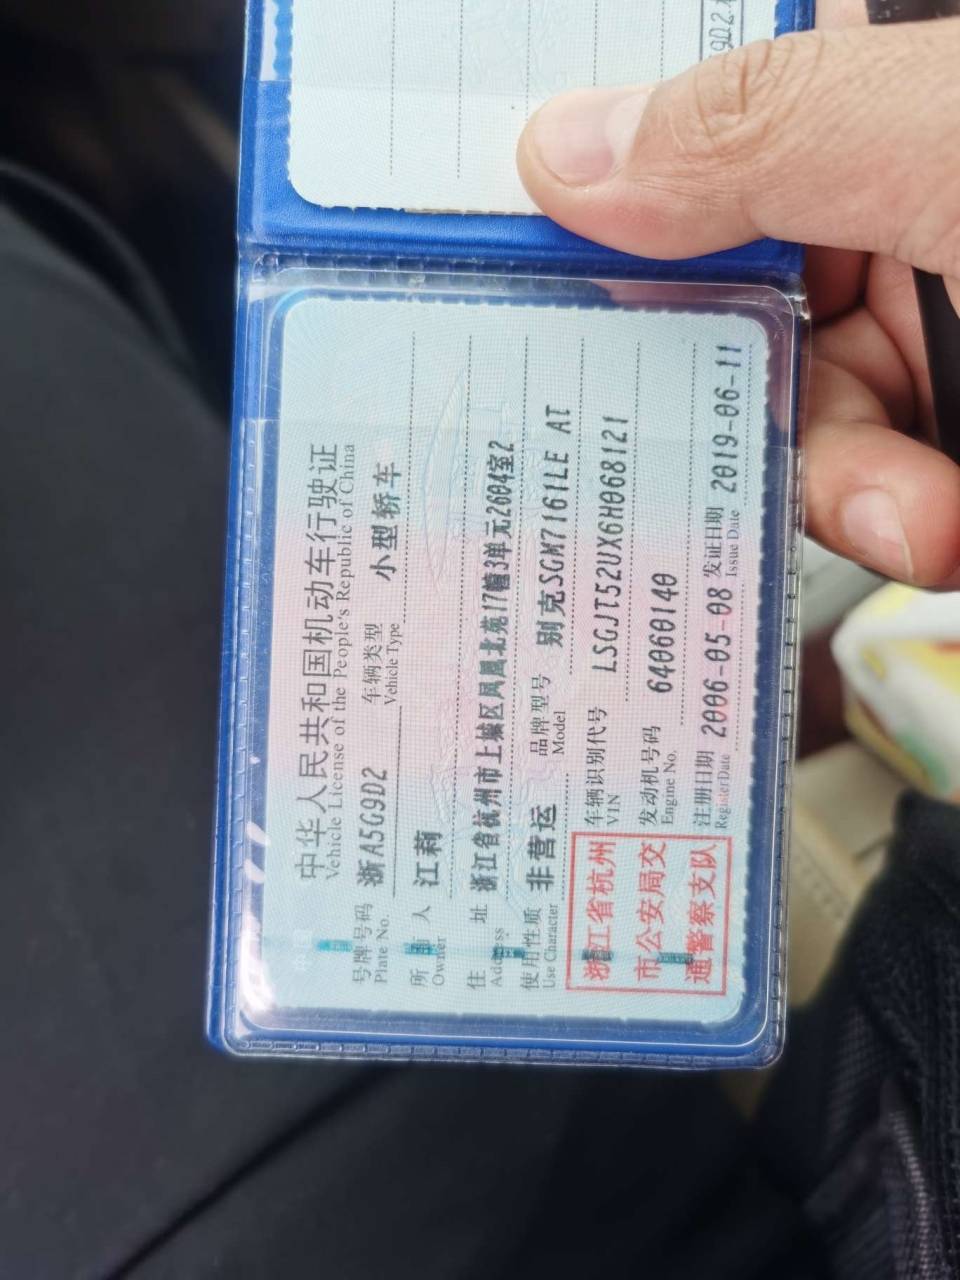 中华人民共和国机动车行驶证
Vehicle License of the People's Republic of China
号牌号码 浙A5G9D2 车辆类型 小型轿车
Plate No. Vehicle Type
所有人 江莉
Owner
住址 浙江省杭州市上城区凤凰北苑17幢3单元2604室2
Address
使用性质 非营运 品牌型号 别克SGM7161LE AT
Use Character Model
浙江省杭州
市公安局交
通警察支队
车辆识别代号 LSGJT52UX6H068121
VIN
发动机号码 64060140
Engine No.
注册日期 2006-05-08 发证日期 2019-06-11
Register Date Issue Date